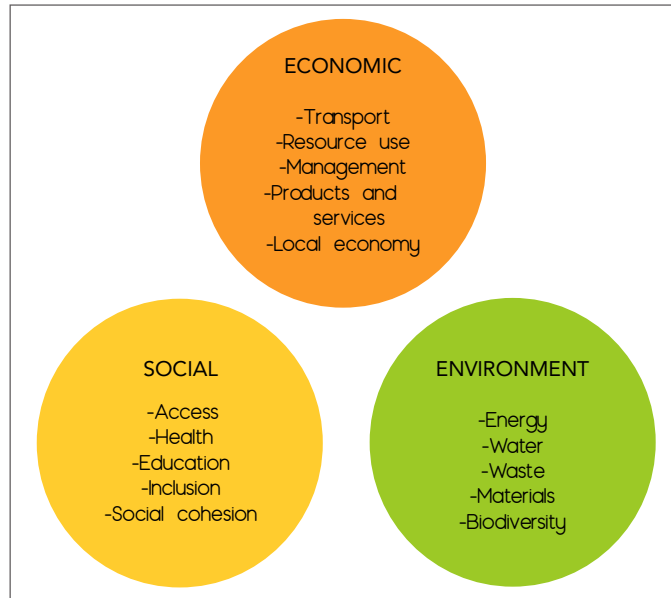 ECONOMIC
-Transport
-Resource use
-Management
-Products and
services
-Local economy
SOCIAL
-Access
-Health
-Education
-Inclusion
-Social cohesion
ENVIRONMENT
-Energy
-Water
-Waste
-Materials
-Biodiversity